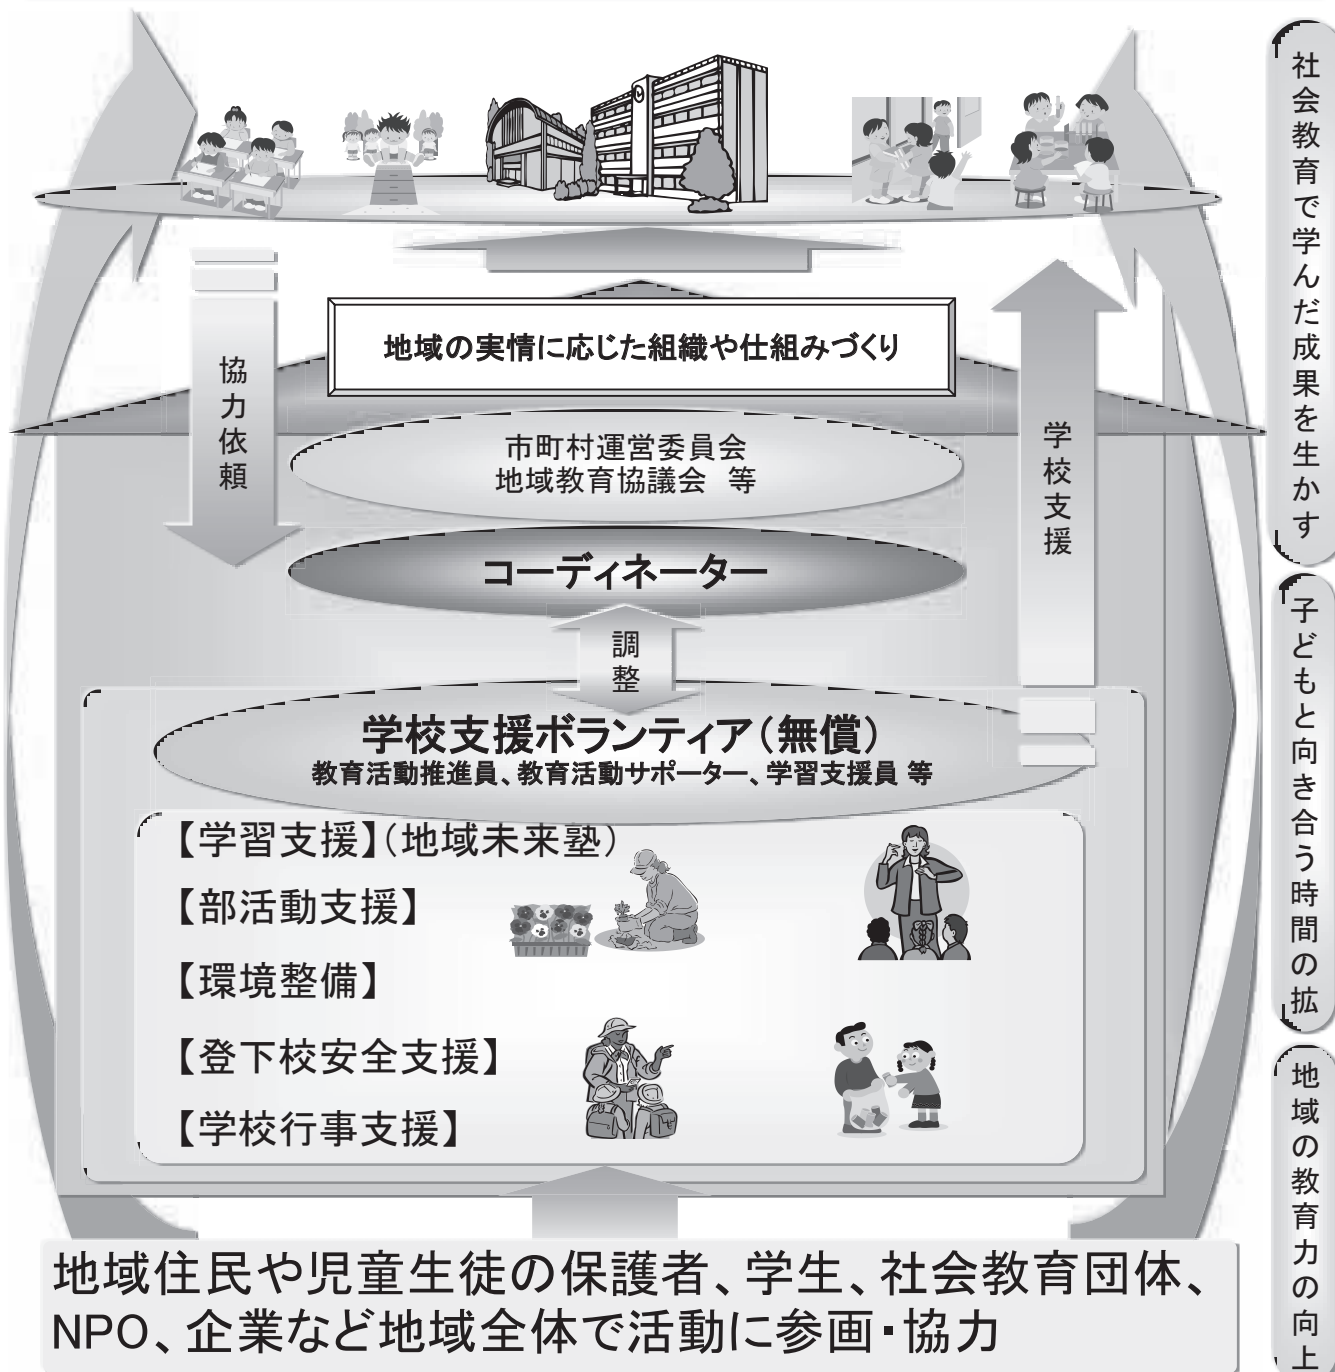 地域の実情に応じた組織や仕組みづくり
協力依頼
市町村運営委員会
地域教育協議会 等
学校支援
コーディネーター
調整
学校支援ボランティア(無償)
教育活動推進員、教育活動サポーター、学習支援員 等
【学習支援】(地域未来塾)
【部活動支援】
【環境整備】
【登下校安全支援】
【学校行事支援】
地域住民や児童生徒の保護者、学生、社会教育団体、
NPO、企業など地域全体で活動に参画・協力
社会教育で学んだ成果を生かす
子どもと向き合う時間の拡
地域の教育力の向上